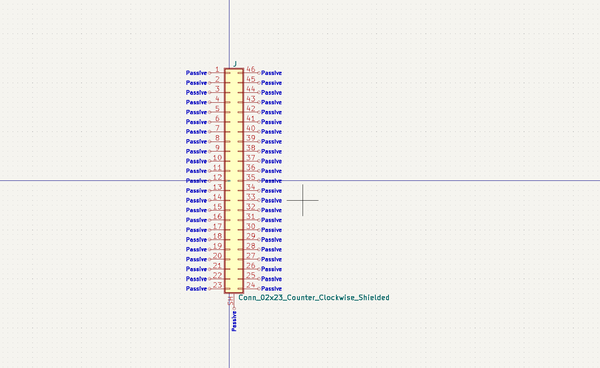 J
Passive 1 46 Passive
Passive 2 45 Passive
Passive 3 44 Passive
Passive 4 43 Passive
Passive 5 42 Passive
Passive 6 41 Passive
Passive 7 40 Passive
Passive 8 39 Passive
Passive 9 38 Passive
Passive 10 37 Passive
Passive 11 36 Passive
Passive 12 35 Passive
Passive 13 34 Passive
Passive 14 33 Passive
Passive 15 32 Passive
Passive 16 31 Passive
Passive 17 30 Passive
Passive 18 29 Passive
Passive 19 28 Passive
Passive 20 27 Passive
Passive 21 26 Passive
Passive 22 25 Passive
Passive 23 24 Passive
Conn_02x23_Counter_Clockwise_Shielded
SH
Passive